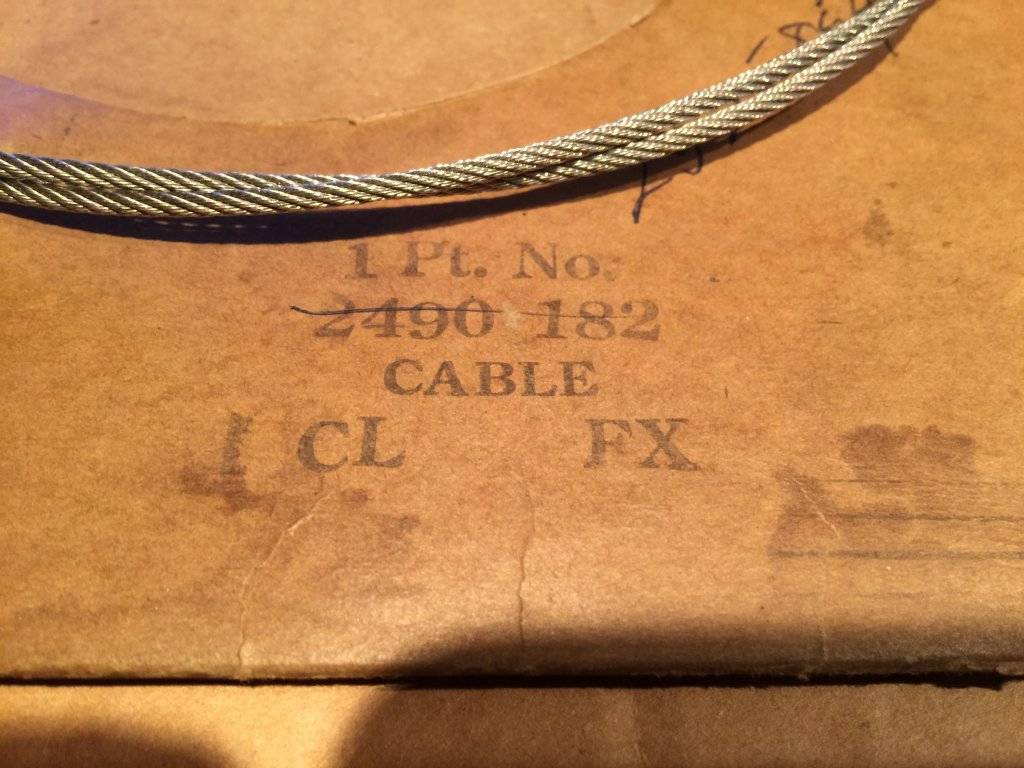 1 Pt. No.
2490 182
CABLE
CL FX